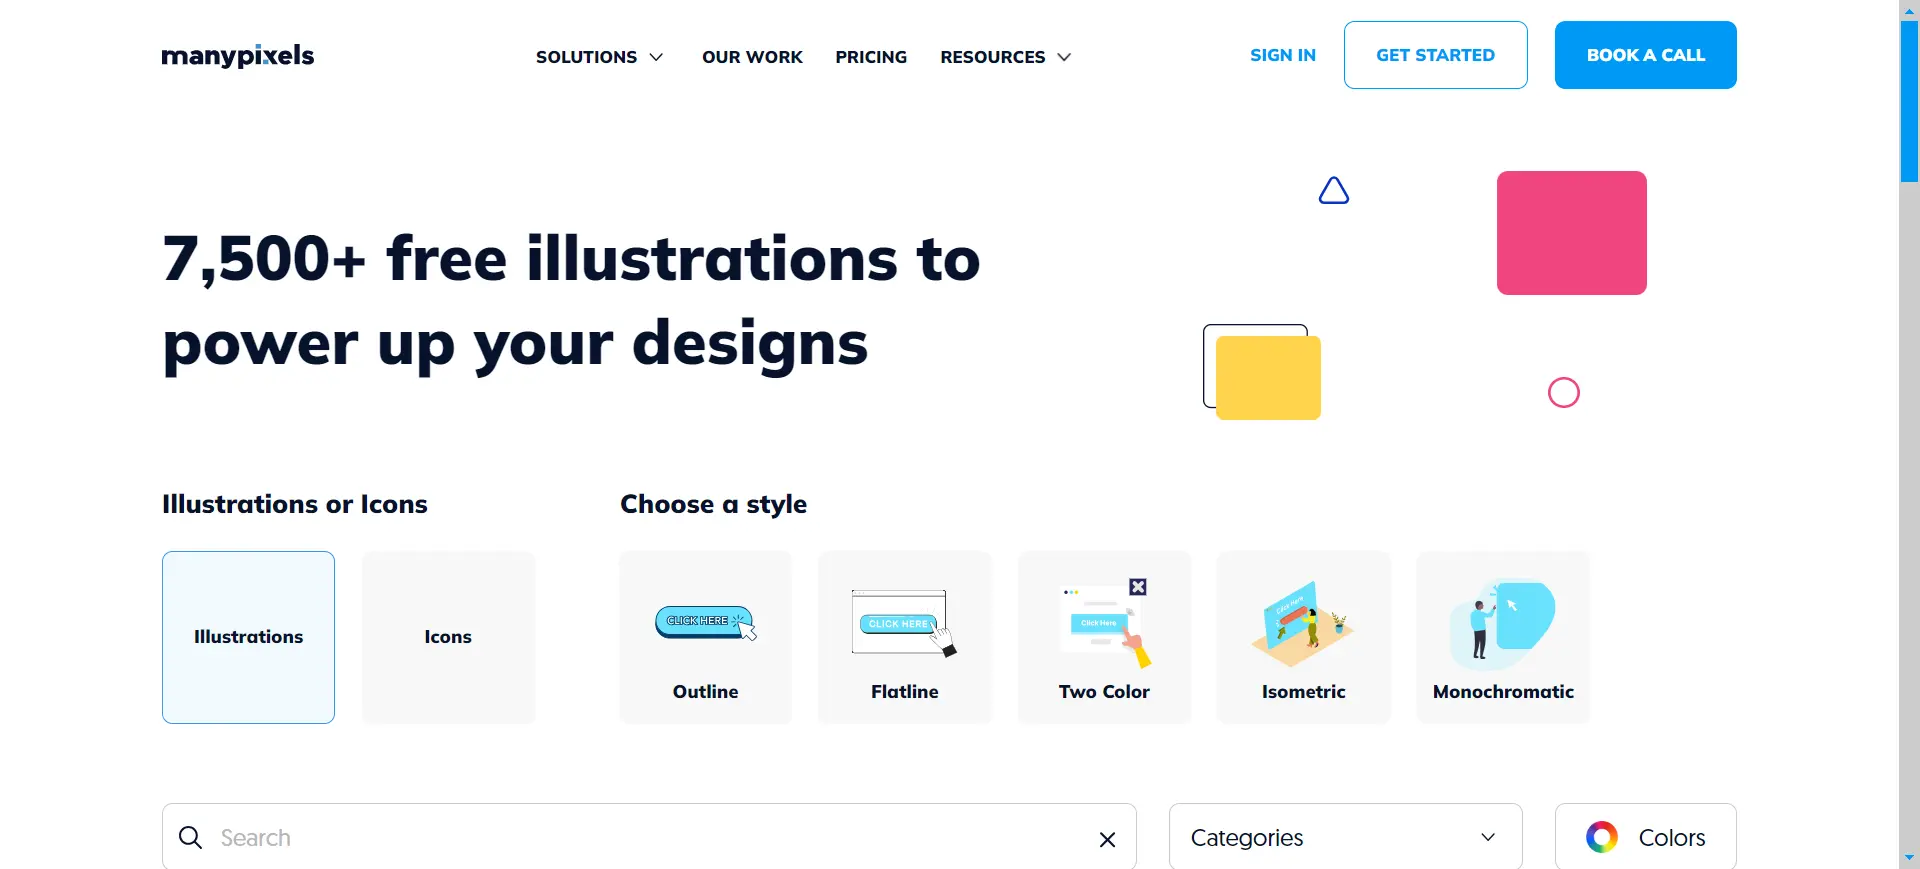 manypixels
SOLUTIONS
OUR WORK
PRICING
RESOURCES
SIGN IN
GET STARTED
BOOK A CALL
7,500+ free illustrations to
power up your designs
Illustrations or Icons
Choose a style
Illustrations
Icons
CLICK HERE
Outline
CLICK HERE
Flatline
Click Here
Two Color
Click Here
Isometric
Monochromatic
Search
Categories
Colors